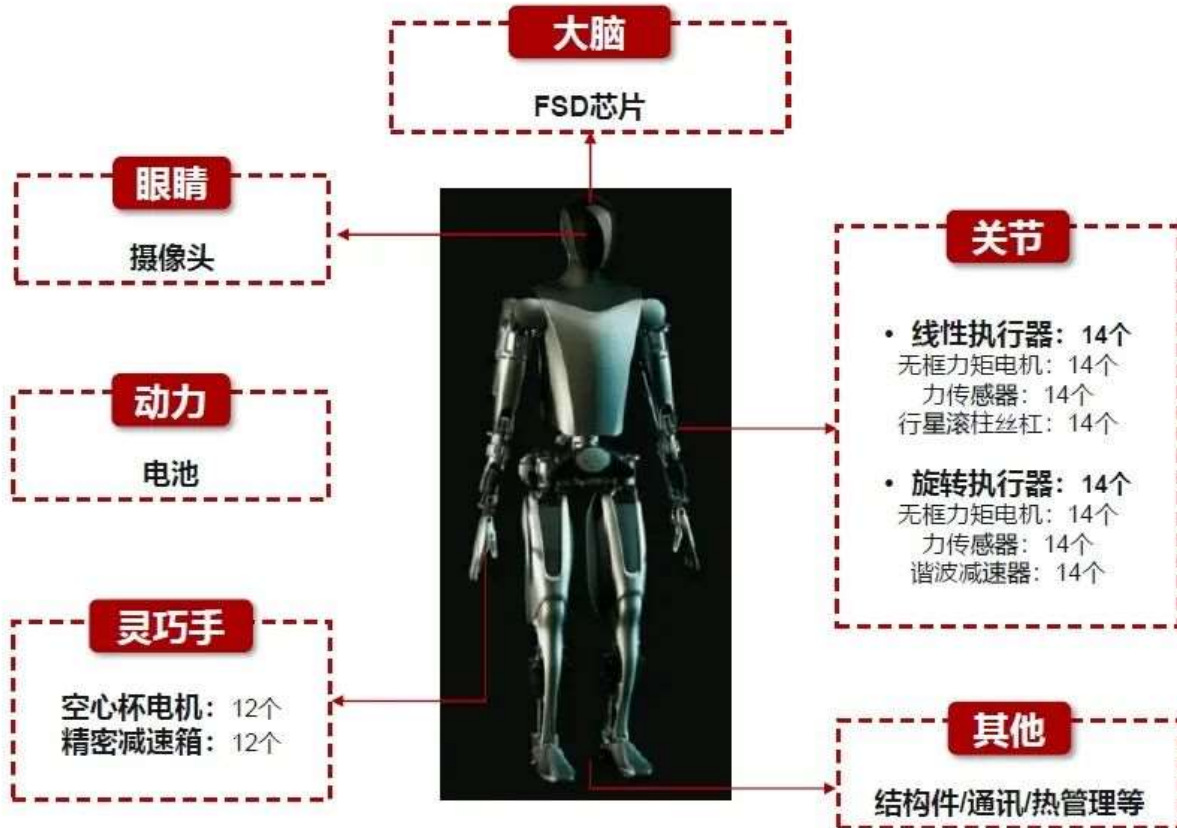 大脑
FSD芯片
眼睛
摄像头
动力
电池
灵巧手
空心杯电机：12个
精密减速箱：12个
关节
• 线性执行器：14个
无框力矩电机：14个
力传感器：14个
行星滚柱丝杠：14个
• 旋转执行器：14个
无框力矩电机：14个
力传感器：14个
谐波减速器：14个
其他
结构件/通讯/热管理等